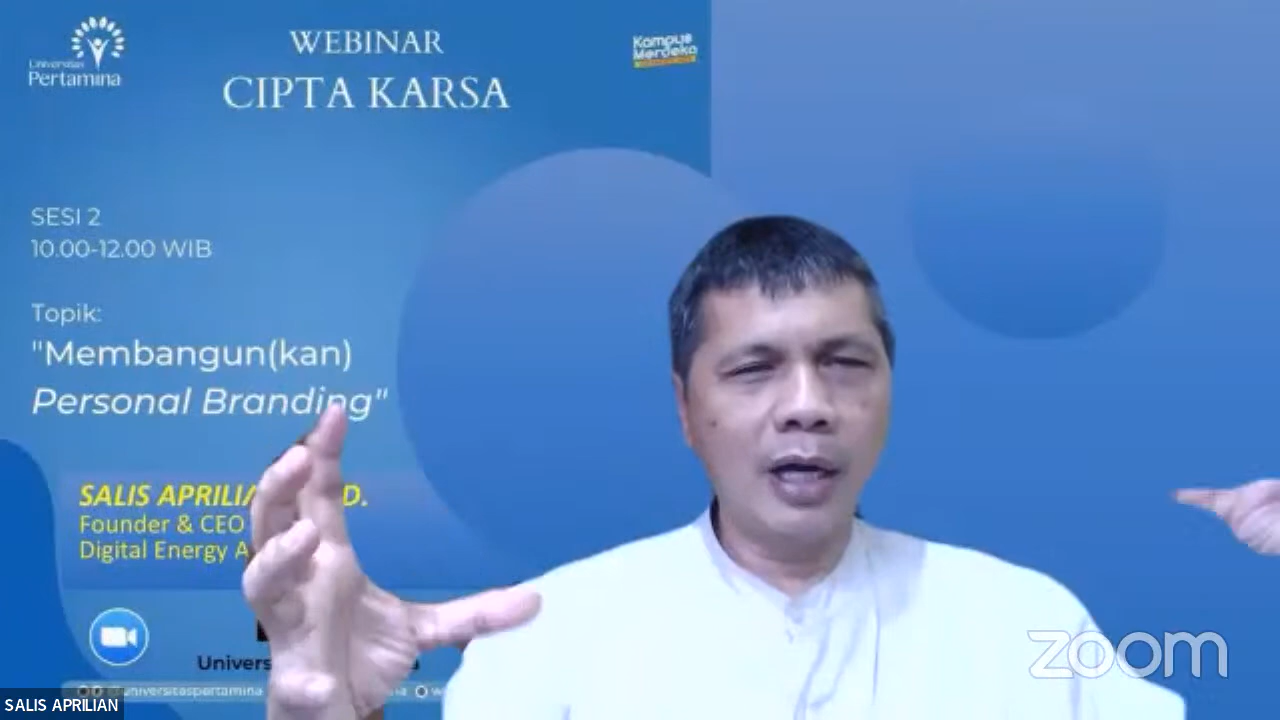 Universitas
Pertamina
WEBINAR
CIPTA KARSA
Kampus
Merdeka
SESI 2
10.00-12.00 WIB
Topik:
"Membangun(kan)
Personal Branding"
SALIS D.
Founder & CEO
Digital Energy
zoom
SALIS APRILIAN